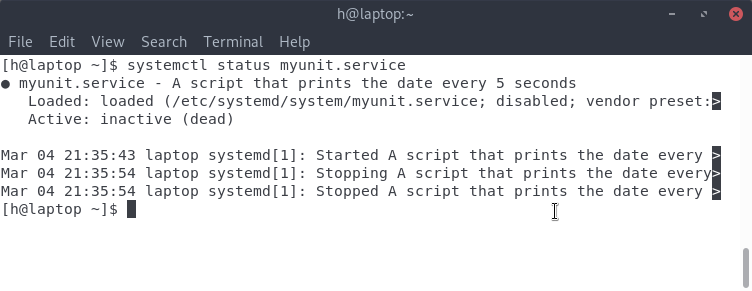 h@laptop:~
File Edit View Search Terminal Help
[h@laptop ~]$ systemctl status myunit.service
● myunit.service - A script that prints the date every 5 seconds
   Loaded: loaded (/etc/systemd/system/myunit.service; disabled; vendor preset:>
   Active: inactive (dead)
Mar 04 21:35:43 laptop systemd[1]: Started A script that prints the date every >
Mar 04 21:35:54 laptop systemd[1]: Stopping A script that prints the date every>
Mar 04 21:35:54 laptop systemd[1]: Stopped A script that prints the date every >
[h@laptop ~]$